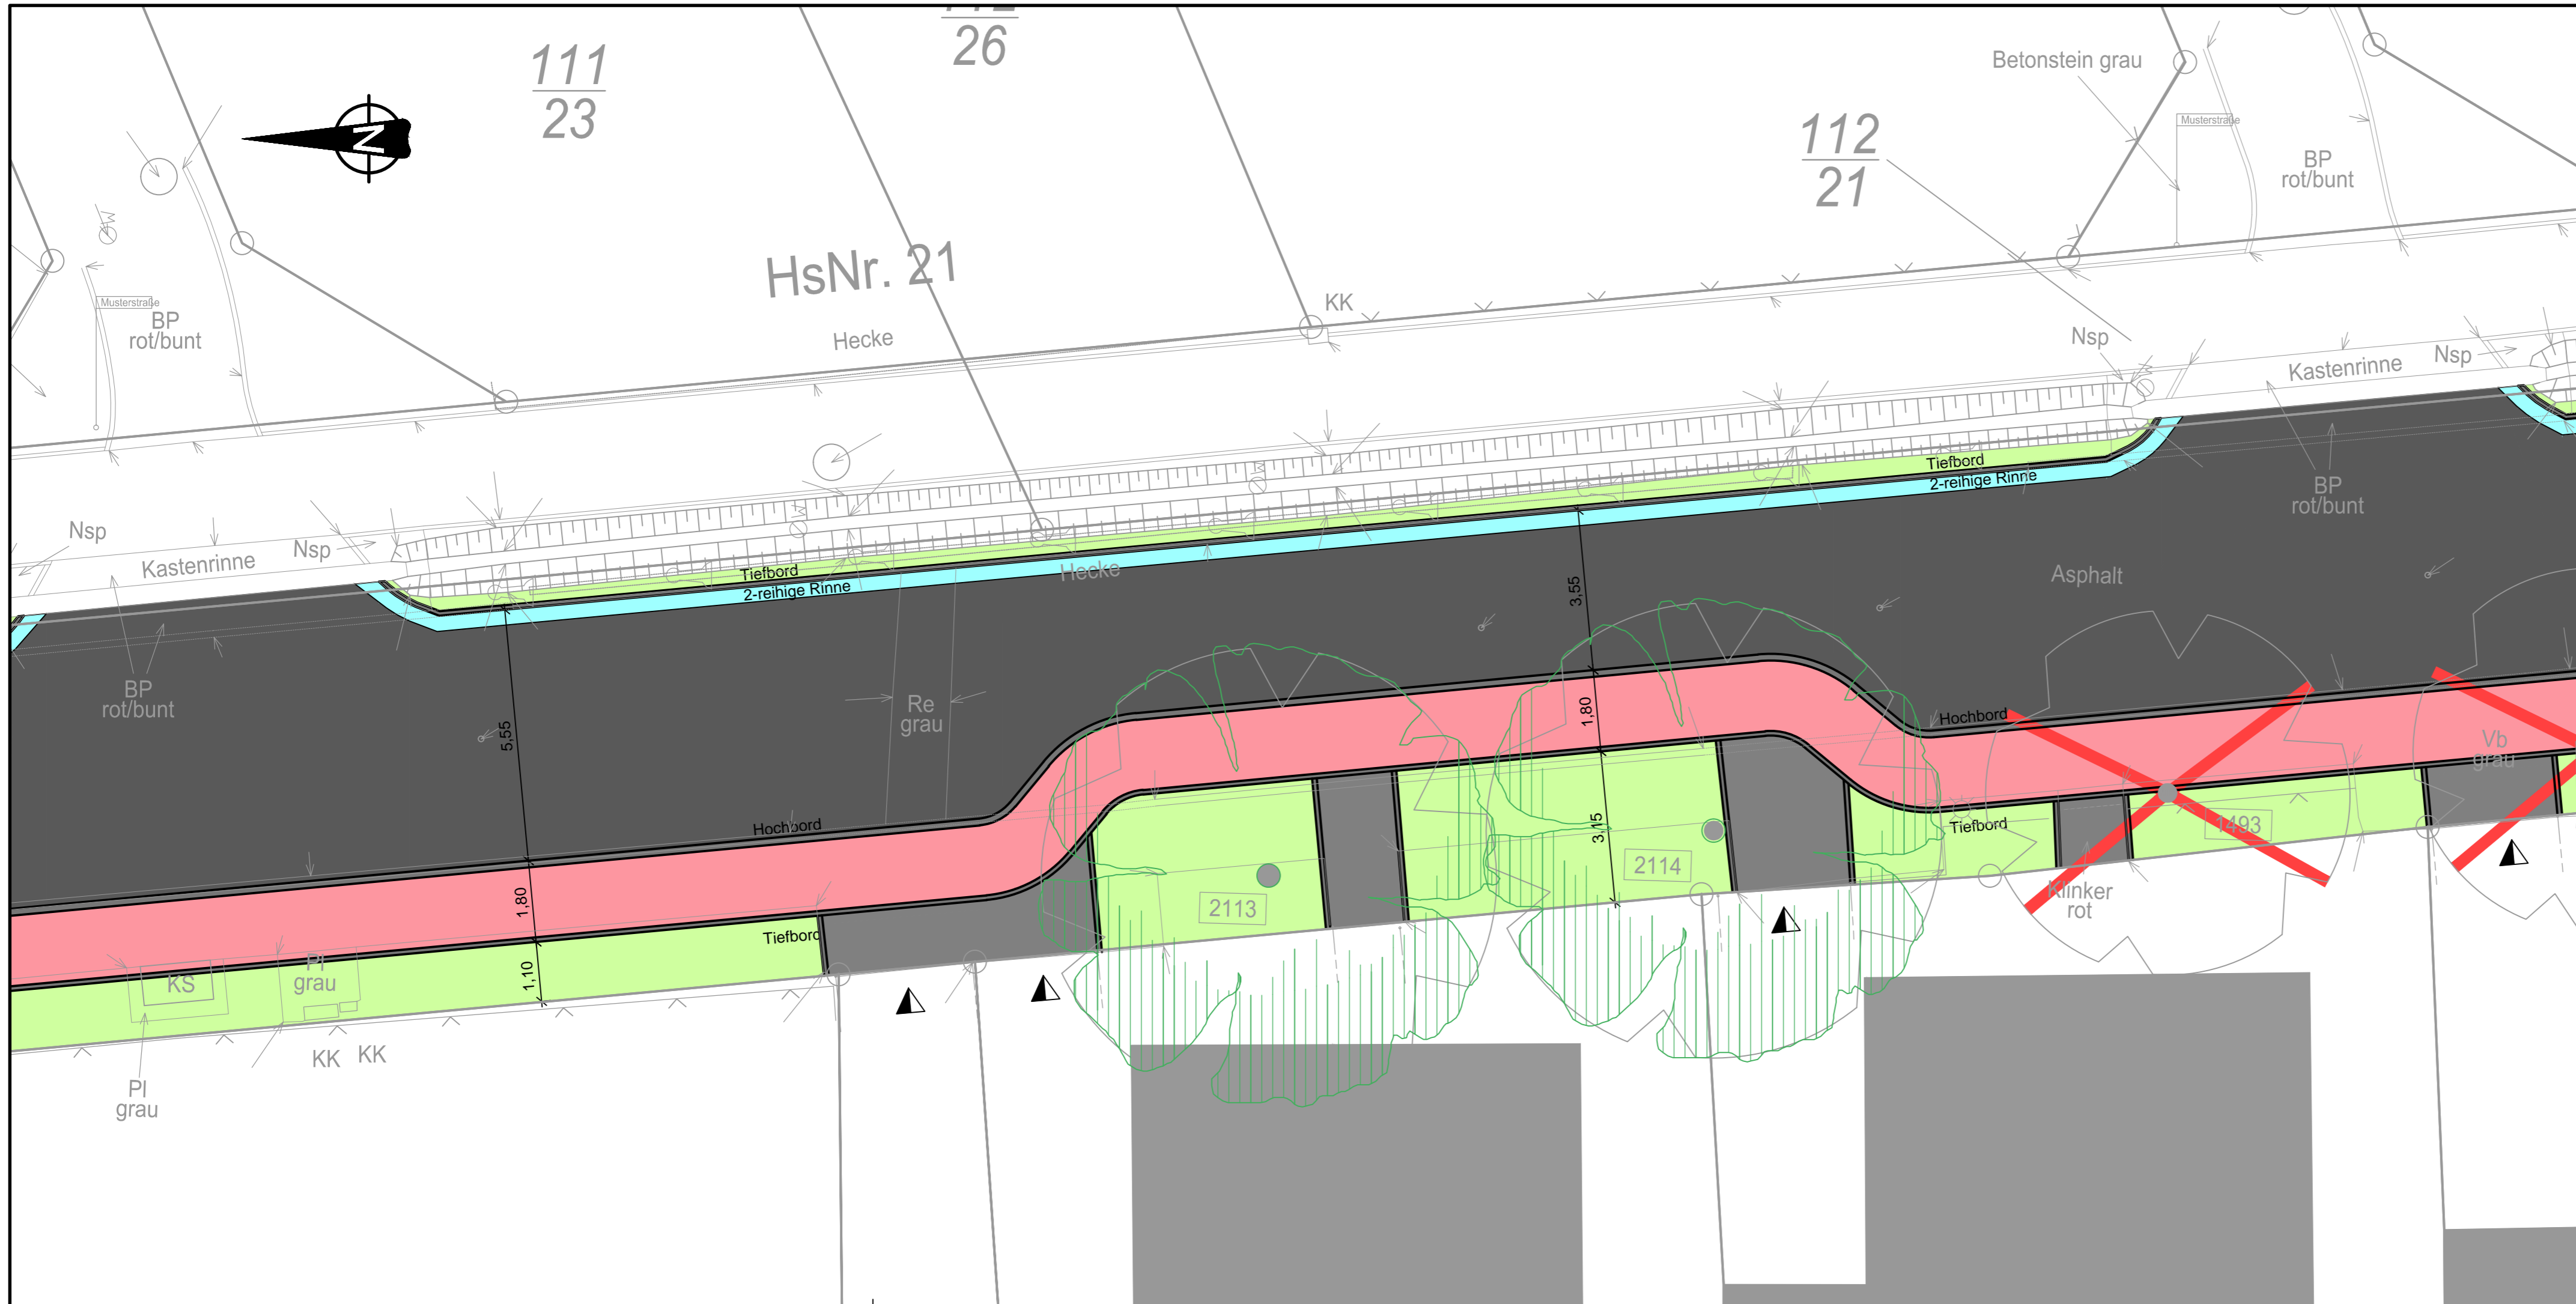 26
111
23
N
Betonstein grau
Musterstraße
BP
rot/bunt
112
21
W
HsNr. 21
Musterstraße
BP
rot/bunt
KK
Hecke
Nsp
Kastenrinne
Nsp
Tiefbord
2-reihige Rinne
W
W
BP
rot/bunt
Nsp
Kastenrinne
Nsp
Tiefbord
2-reihige Rinne
Hecke
3,55
Asphalt
BP
rot/bunt
5,55
Re
grau
1,80
Hochbord
Vb
grau
Hochbord
3,15
Tiefbord
1493
2114
2113
Klinker
rot
1,80
Tiefbord
1,10
KS
Pl
grau
KK
KK
Pl
grau